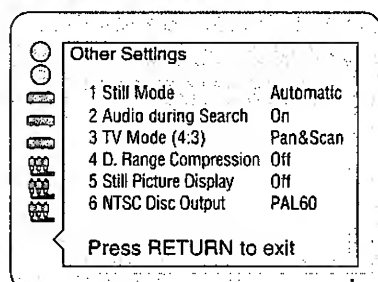 Other Settings
1 Still Mode Automatic
2 Audio during Search On
3 TV Mode (4:3) Pan&Scan
4 D. Range Compression Off
5 Still Picture Display Off
6 NTSC Disc Output PAL60
Press RETURN to exit